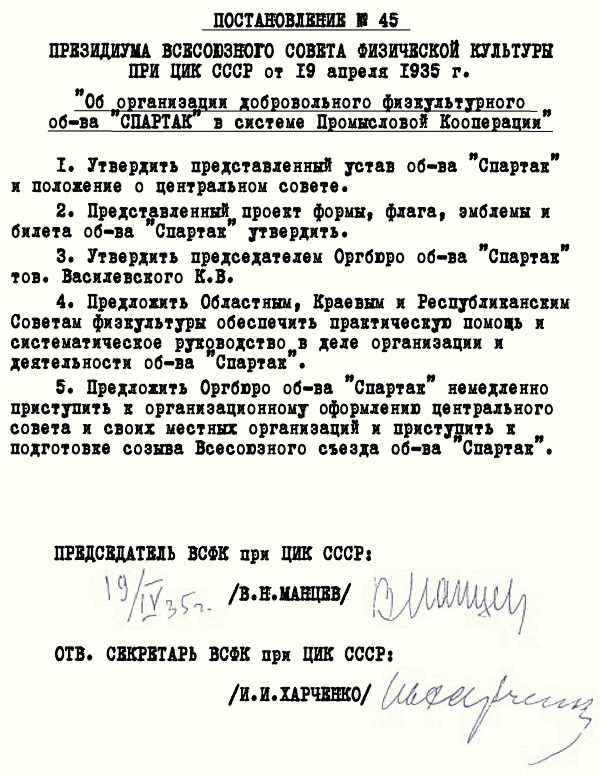 ПОСТАНОВЛЕНИЕ № 45
ПРЕЗИДИУМА ВСЕСОЮЗНОГО СОВЕТА ФИЗИЧЕСКОЙ КУЛЬТУРЫ
ПРИ ЦИК СССР от 19 апреля 1935 г.
"Об организации добровольного физкультурного
об-ва "СПАРТАК" в системе Промысловой Кооперации"
1. Утвердить представленный устав об-ва "Спартак"
и положение о центральном совете.
2. Представленный проект формы, флага, эмблемы и
билета об-ва "Спартак" утвердить.
3. Утвердить председателем Оргбюро об-ва "Спартак"
тов. Василевского К.В.
4. Предложить Областным, Краевым и Республиканским
Советам физкультуры обеспечить практическую помощь и
систематическое руководство в деле организации и
деятельности об-ва "Спартак".
5. Предложить Оргбюро об-ва "Спартак" немедленно
приступить к организационному оформлению центрального
совета и своих местных организаций и приступить к
подготовке созыва Всесоюзного съезда об-ва "Спартак".
ПРЕДСЕДАТЕЛЬ ВСФК при ЦИК СССР:
19/IV 35г. /В.Н.МАНЦЕВ/ ВМанцев
ОТВ. СЕКРЕТАРЬ ВСФК при ЦИК СССР:
/И.И.ХАРЧЕНКО/